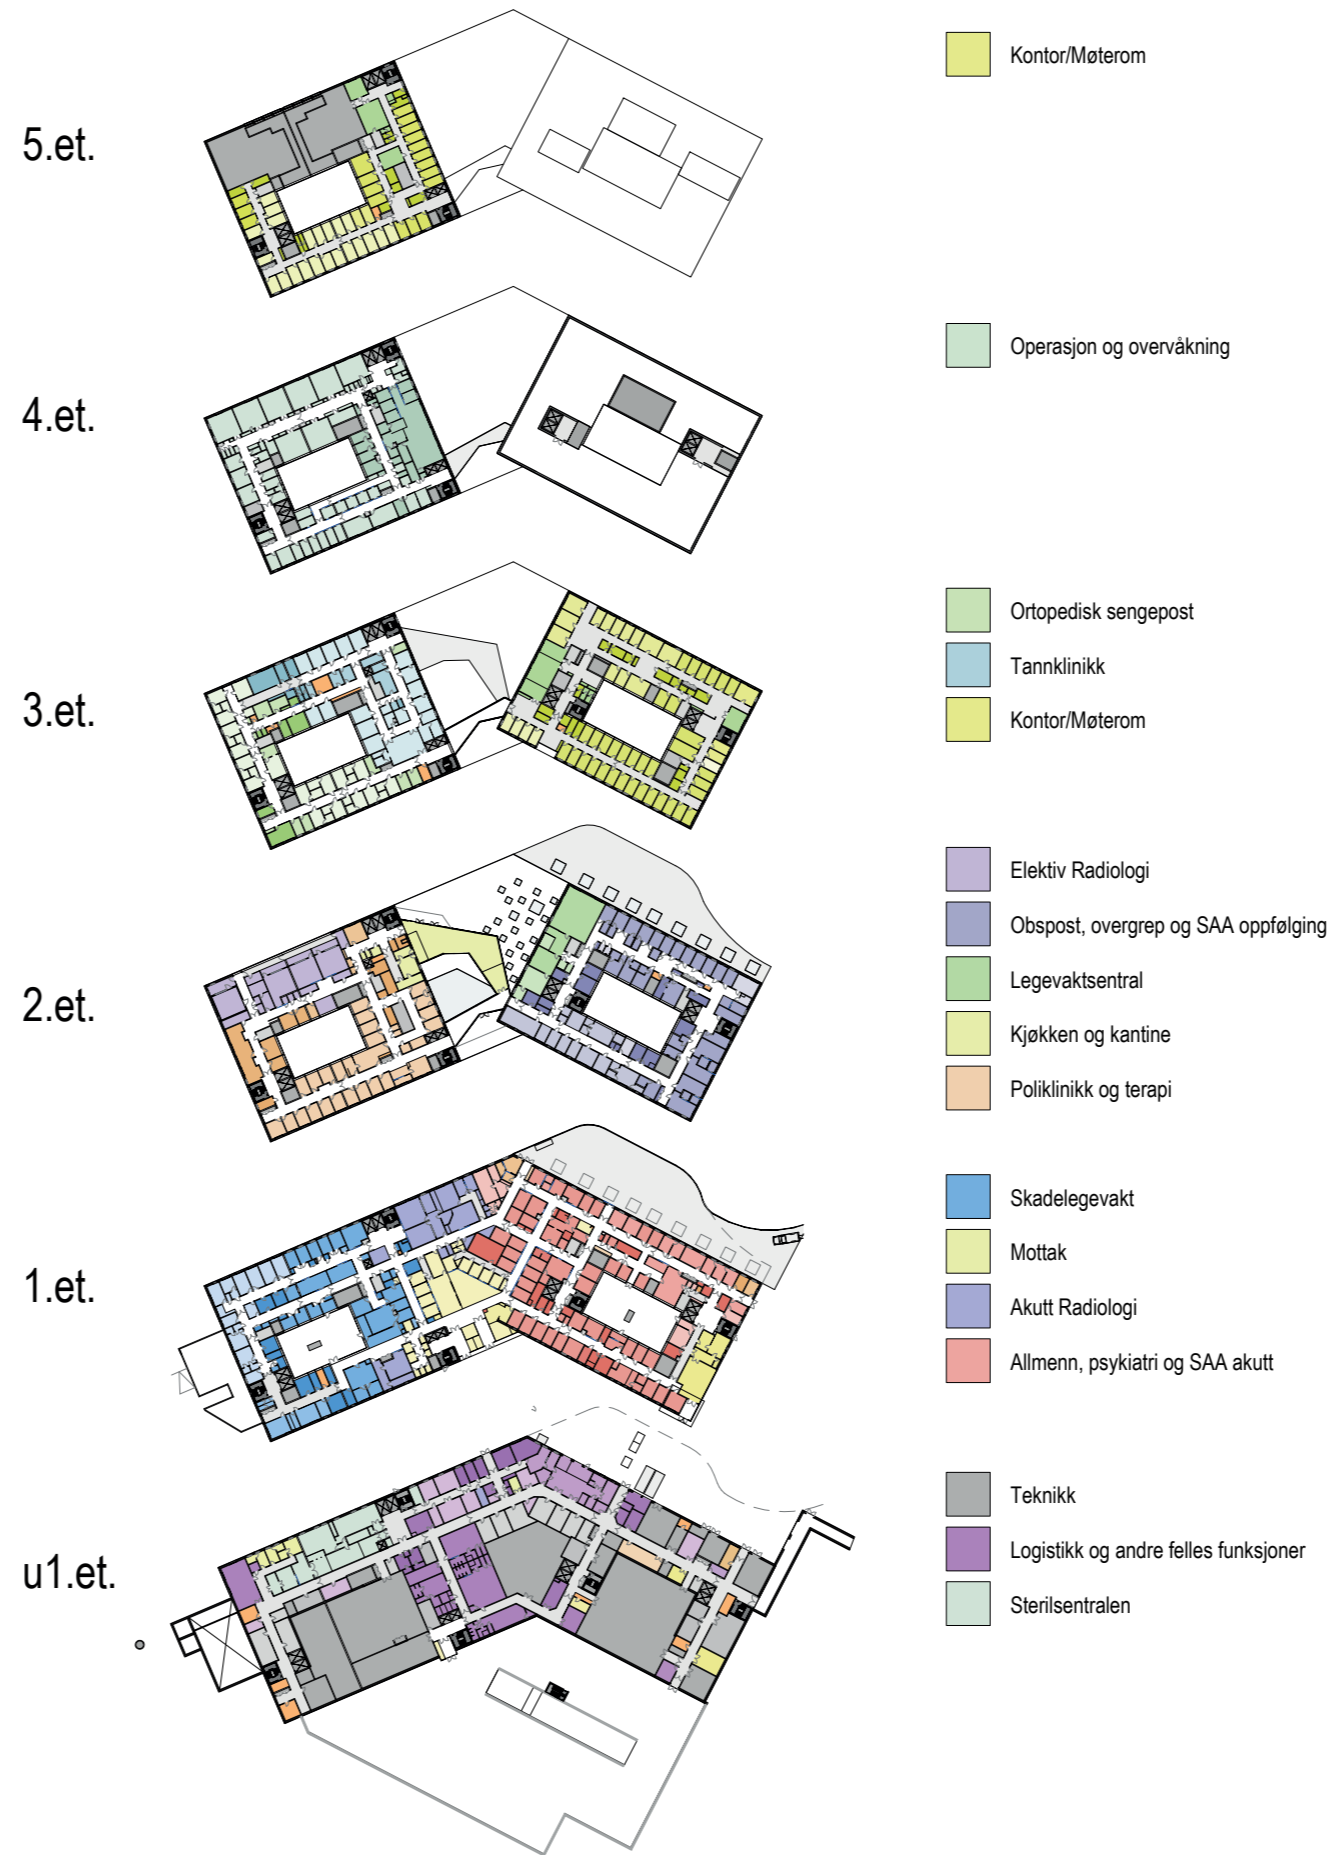 5.et.
Kontor/Møterom
4.et.
Operasjon og overvåkning
3.et.
Ortopedisk sengepost
Tannklinikk
Kontor/Møterom
2.et.
Elektiv Radiologi
Obspost, overgrep og SAA oppfølging
Legevaktsentral
Kjøkken og kantine
Poliklinikk og terapi
1.et.
Skadelegevakt
Mottak
Akutt Radiologi
Allmenn, psykiatri og SAA akutt
u1.et.
Teknikk
Logistikk og andre felles funksjoner
Sterilsentralen